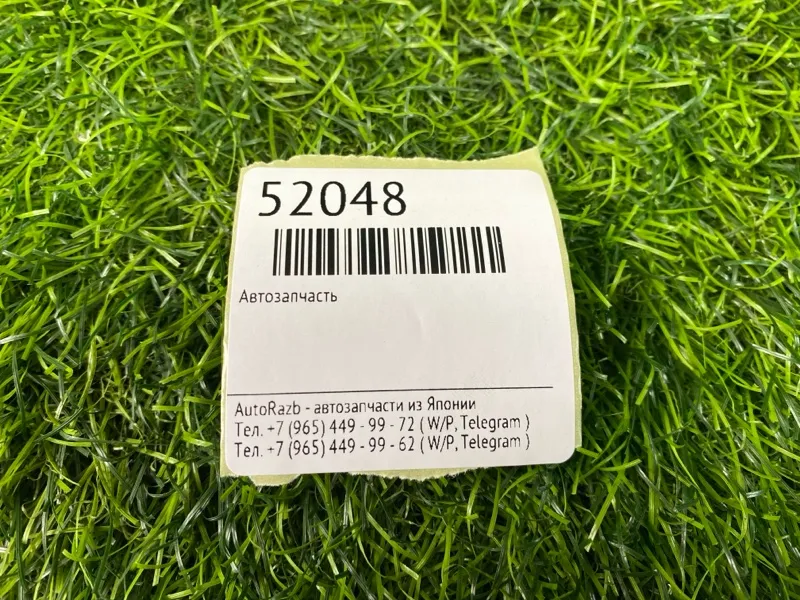 52048
Автозапчасть
AutoRazb - автозапчасти из Японии
Тел. +7 (965) 449 - 99 - 72 ( W/P, Telegram )
Тел. +7 (965) 449 - 99 - 62 ( W/P, Telegram )